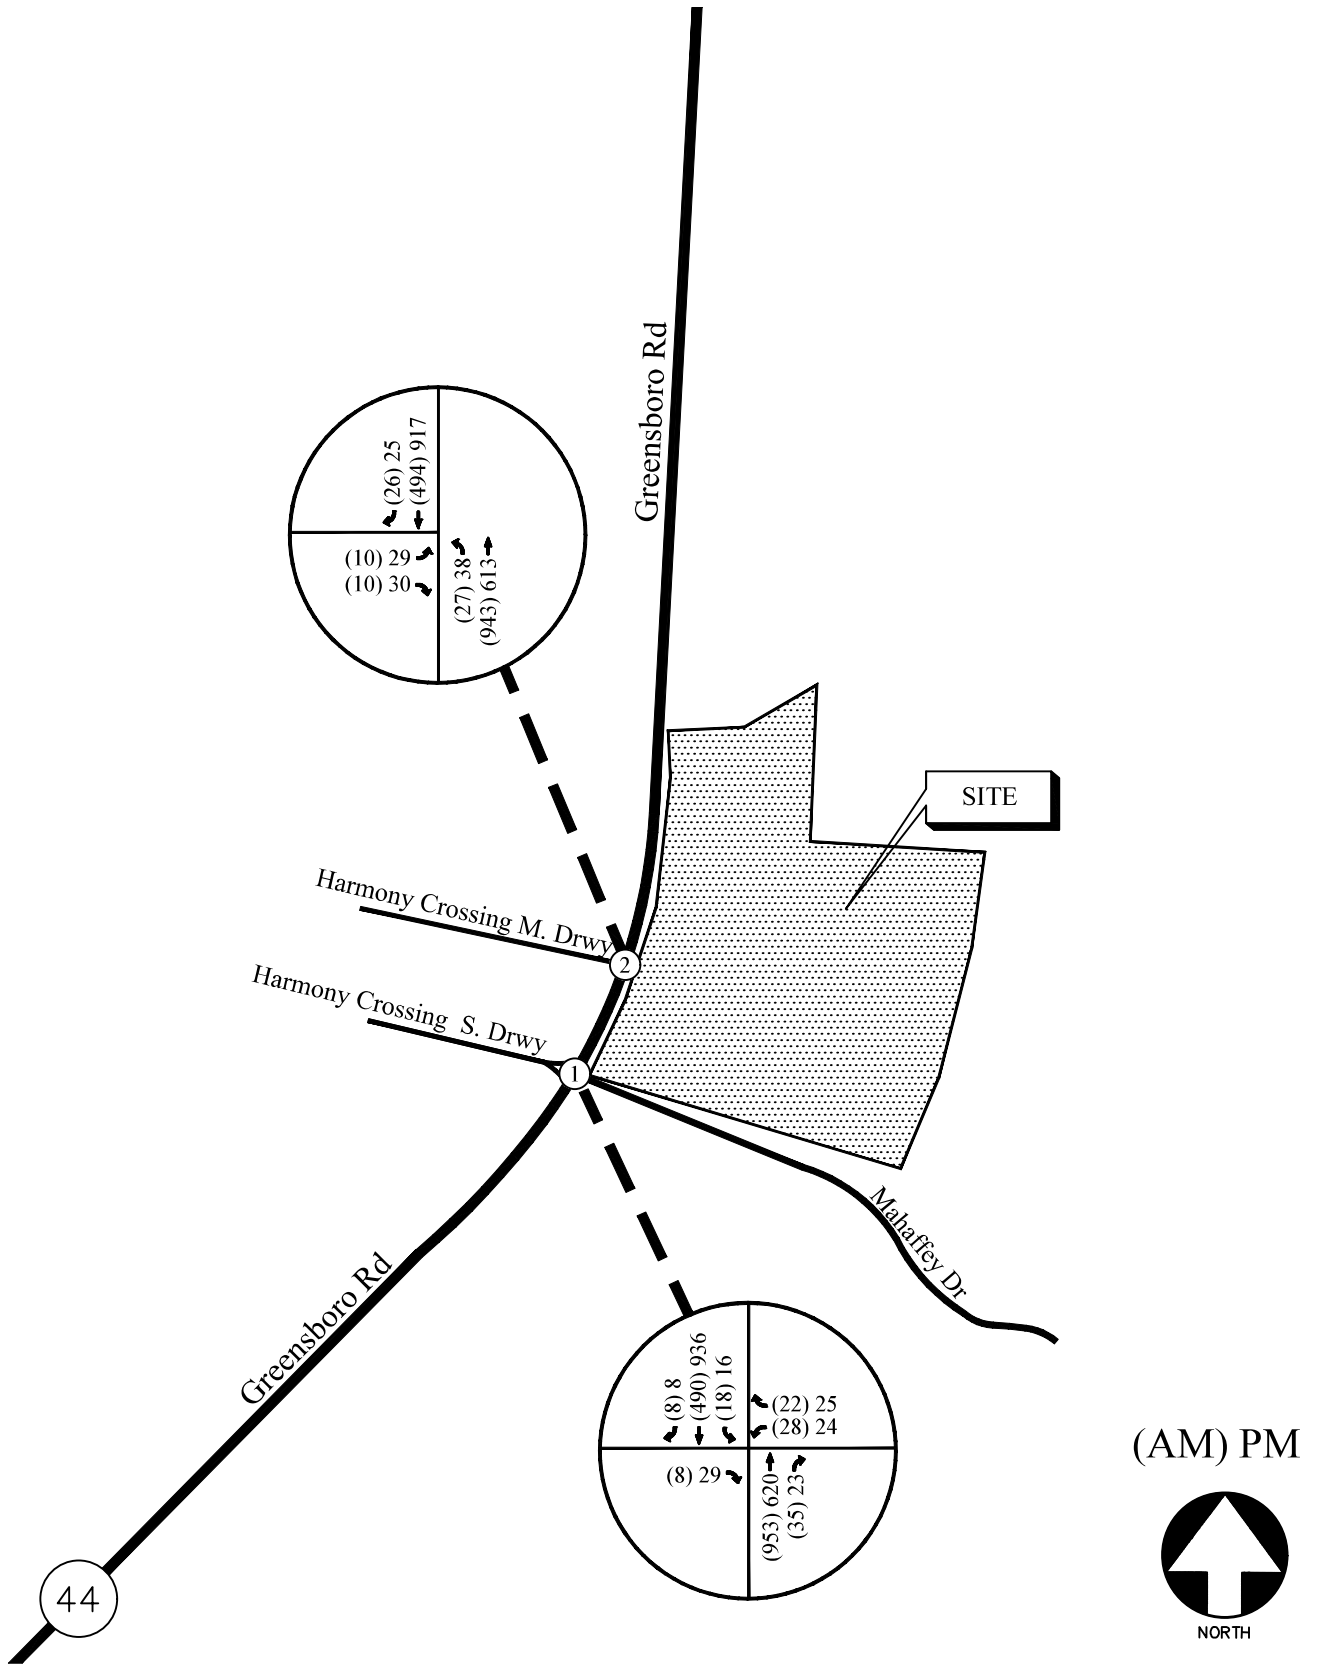 Greensboro Rd
(26) 25
(494) 917
(10) 29
(10) 30
(27) 38
(943) 613
SITE
Harmony Crossing M. Drwy
2
Harmony Crossing S. Drwy
1
Mahaffey Dr
Greensboro Rd
(8) 8
(490) 936
(18) 16
(22) 25
(28) 24
(8) 29
(953) 620
(35) 23
(AM) PM
44
NORTH